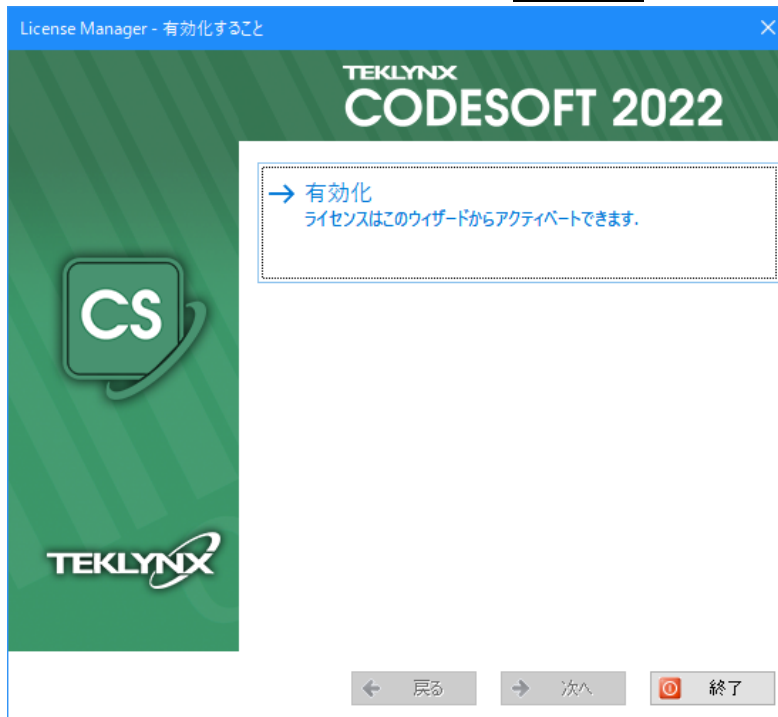 License Manager - 有効化すること
TEKLYNX
CODESOFT 2022
有効化
ライセンスはこのウィザードからアクティベートできます.
CS
TEKLYNX
戻る
次へ
終了